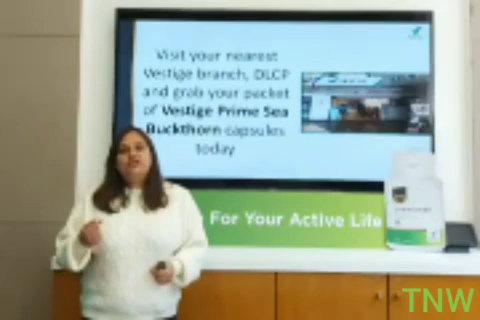 Visit your nearest
Vestige branch, DLCP
and grab your packet
of Vestige Prime Sea
Buckthorn capsules
today
For Your Active Life
TNW